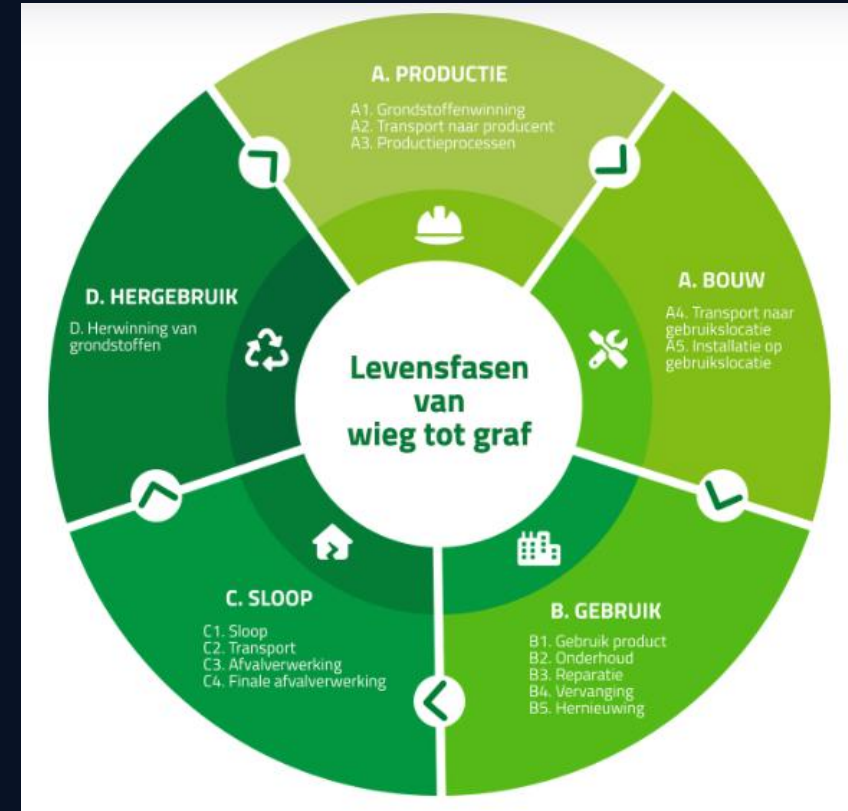 A. PRODUCTIE
A1. Grondstoffenwinning
A2. Transport naar producent
A3. Productieprocessen
A. BOUW
A4. Transport naar
gebruikslocatie
A5. Installatie op
gebruikslocatie
B. GEBRUIK
B1. Gebruik product
B2. Onderhoud
B3. Reparatie
B4. Vervanging
B5. Hernieuwing
C. SLOOP
C1. Sloop
C2. Transport
C3. Afvalverwerking
C4. Finale afvalverwerking
D. HERGEBRUIK
D. Herwinning van
grondstoffen
Levensfasen
van
wieg tot graf